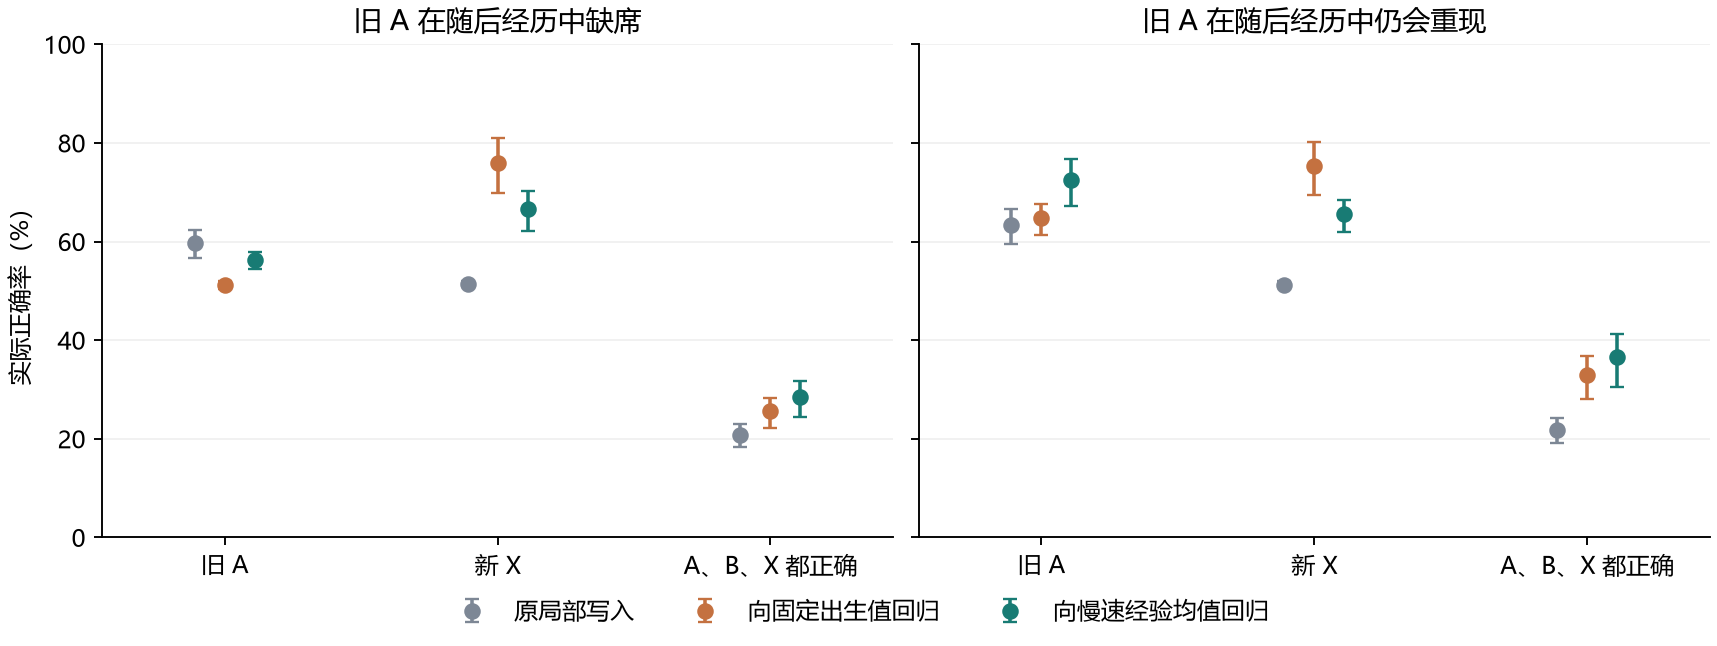 旧 A 在随后经历中缺席
旧 A 在随后经历中仍会重现
实际正确率（%）
100
80
60
40
20
0
旧 A
新 X
A、B、X 都正确
旧 A
新 X
A、B、X 都正确
原局部写入
向固定出生值回归
向慢速经验均值回归